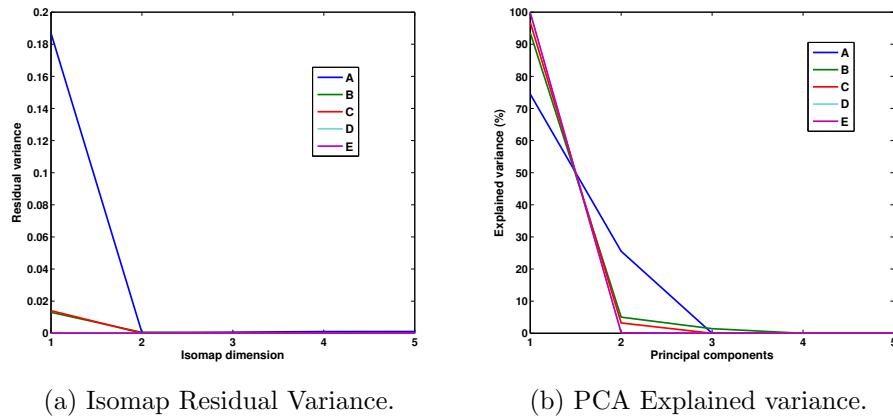 0.2
0.18
0.16
0.14
0.12
0.1
0.08
0.06
0.04
0.02
0
Residual variance
1 2 3 4 5
Isomap dimension
A
B
C
D
E
100
90
80
70
60
50
40
30
20
10
0
Explained variance (%)
1 2 3 4 5
Principal components
A
B
C
D
E
(a) Isomap Residual Variance.
(b) PCA Explained variance.